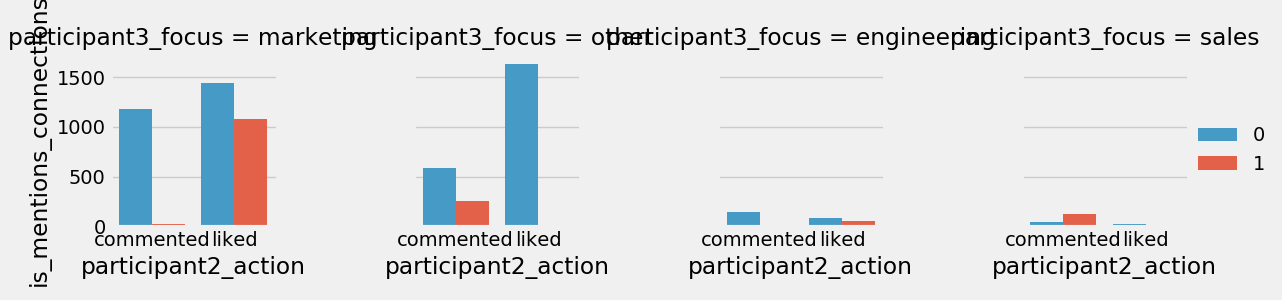 participant3_focus = marketing
participant3_focus = other
participant3_focus = engineering
participant3_focus = sales
is_mentions_connections
1500
1000
500
0
commented liked
commented liked
commented liked
commented liked
participant2_action
participant2_action
participant2_action
participant2_action
0
1